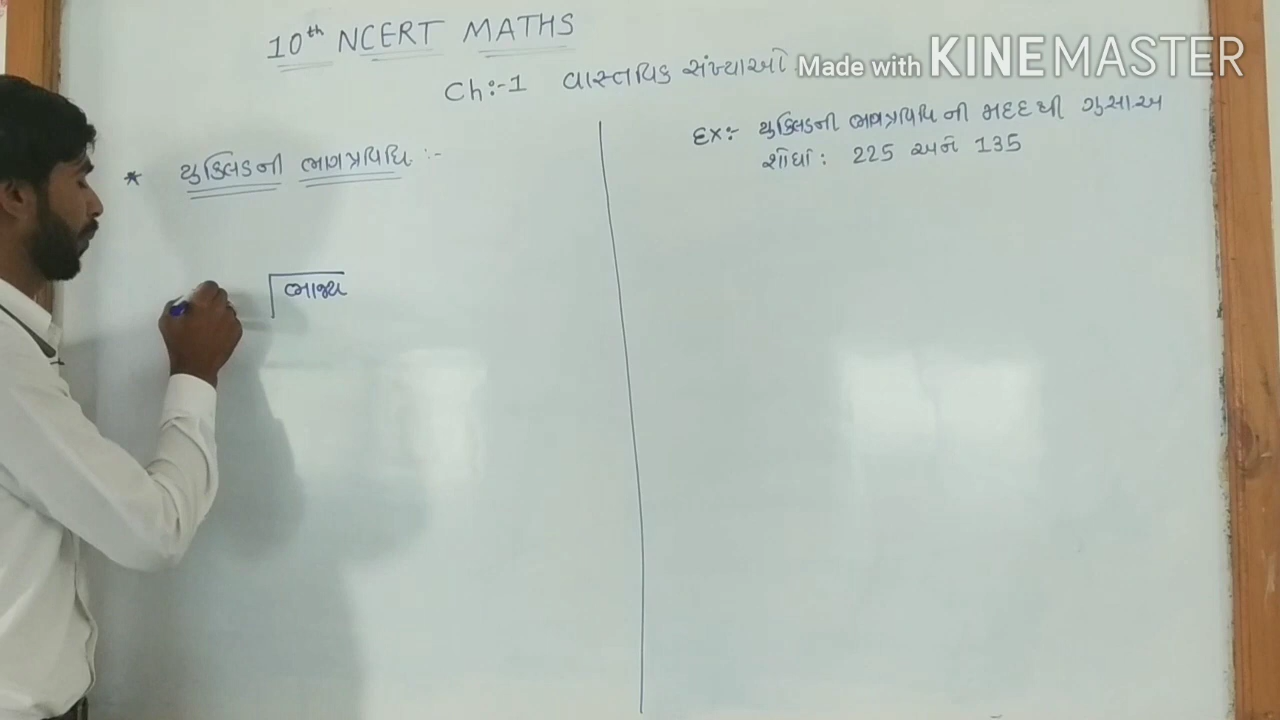 10th NCERT MATHS
Ch:-1 વાસ્તવિક સંખ્યાઓ
Made with KINEMASTER
* યુક્લિડની ભાગપ્રવિધિ :-
ભાજ્ય
Ex:- યુક્લિડની ભાગપ્રવિધિ ની મદદથી ગુસાઅ
શોધો : 225 અને 135